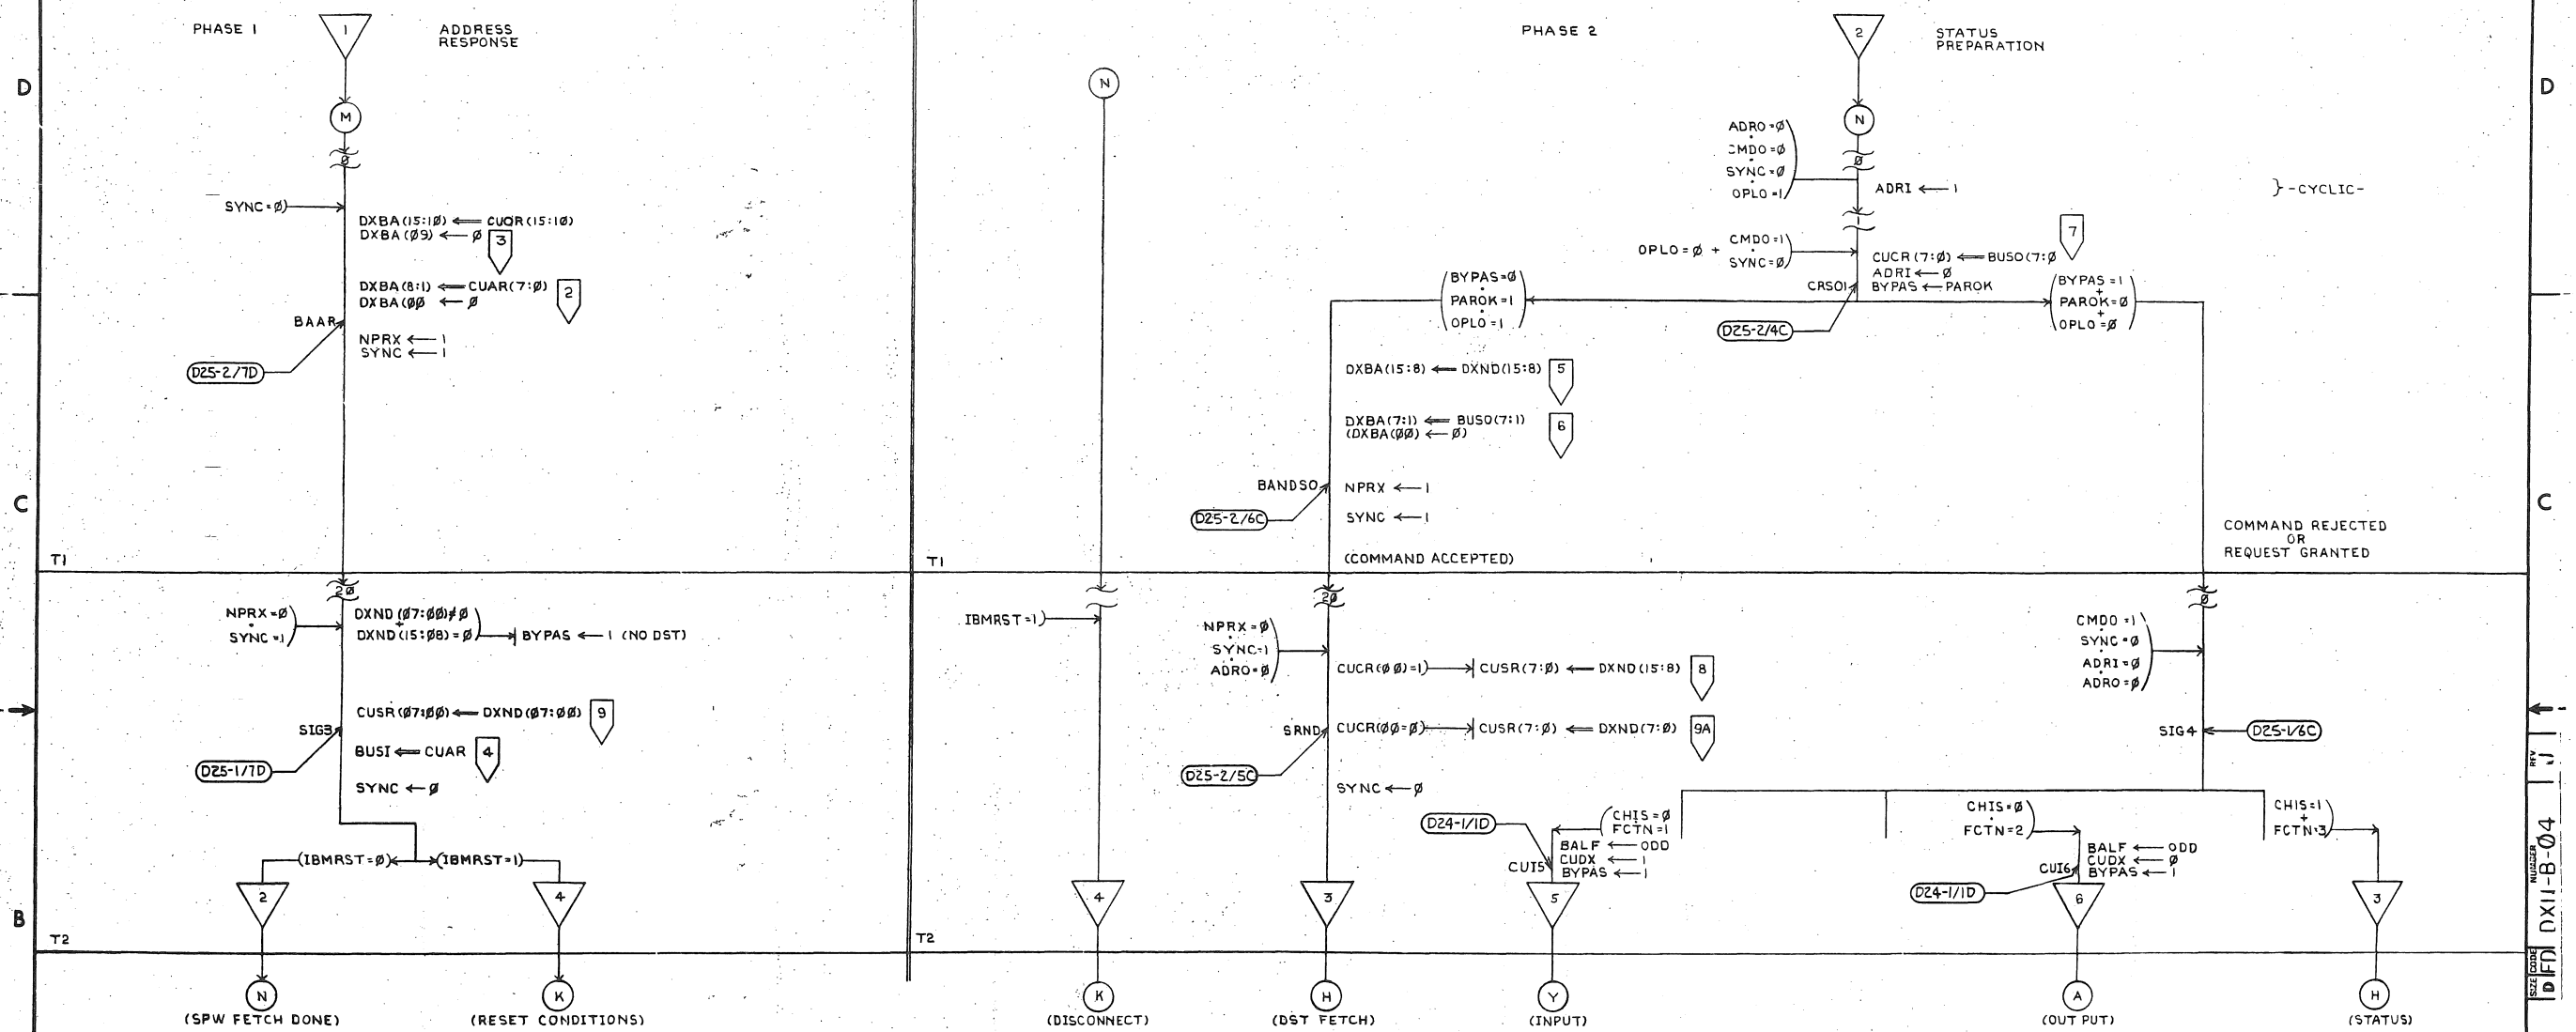 PHASE 1
1
ADDRESS
RESPONSE
D
M
Ø
SYNC=Ø)
DXBA(15:1Ø) ⟸ CUOR(15:10)
DXBA(Ø9) ← Ø
3
DXBA(8:1) ⟸ CUAR(7:Ø)
DXBA(ØØ ← Ø
2
BAAR
NPRX ← 1
SYNC ← 1
D25-2/7D
C
T1
2Ø
NPRX=Ø
SYNC=1
DXND(Ø7:ØØ)≠Ø
+
DXND(15:Ø8)=Ø
BYPAS ← 1 (NO DST)
CUSR(Ø7:ØØ) ⟸ DXND(Ø7:ØØ)
9
SIG3
BUSI ⟸ CUAR
4
D25-1/7D
SYNC ← Ø
(IBMRST=Ø)
(IBMRST=1)
2
4
B
T2
N
K
(SPW FETCH DONE)
(RESET CONDITIONS)
PHASE 2
2
STATUS
PREPARATION
D
N
N
ADRO=Ø
CMDO=Ø
SYNC=Ø
OPLO=1
Ø
ADRI ← 1
}-CYCLIC-
1
OPLO=Ø + CMDO=1
SYNC=Ø
7
CUCR(7:Ø) ⟸ BUSO(7:Ø
ADRI ← Ø
BYPAS ← PAROK
CRSO1
D25-2/4C
BYPAS=Ø
PAROK=1
OPLO=1
BYPAS=1
+
PAROK=Ø
+
OPLO=Ø
DXBA(15:8) ⟸ DXND(15:8)
5
DXBA(7:1) ⟸ BUSO(7:1)
(DXBA(ØØ) ← Ø)
6
BANDSO
NPRX ← 1
D25-2/6C
SYNC ← 1
C
COMMAND REJECTED
OR
REQUEST GRANTED
T1
(COMMAND ACCEPTED)
2Ø
Ø
IBMRST=1)
NPRX=Ø
SYNC=1
ADRO=Ø
CUCR(ØØ)=1)
CUSR(7:Ø) ⟸ DXND(15:8)
8
CMDO=1
SYNC=Ø
ADRI=Ø
ADRO=Ø
SRND
CUCR(ØØ=Ø)
CUSR(7:Ø) ⟸ DXND(7:Ø)
9A
SIG4
D25-1/6C
D25-2/5C
SYNC ← Ø
D24-1/1D
CHIS=Ø
FCTN=1
BALF ← ODD
CUDX ← 1
BYPAS ← 1
CUI5
CHIS=Ø
FCTN=2
BALF ← ODD
CUDX ← Ø
BYPAS ← 1
CUI6
D24-1/1D
CHIS=1
+
FCTN=3
4
3
5
6
3
T2
K
H
Y
A
H
(DISCONNECT)
(DST FETCH)
(INPUT)
(OUT PUT)
(STATUS)
REV
J
NUMBER
DX11-B-Ø4
SIZE CODE
D FD